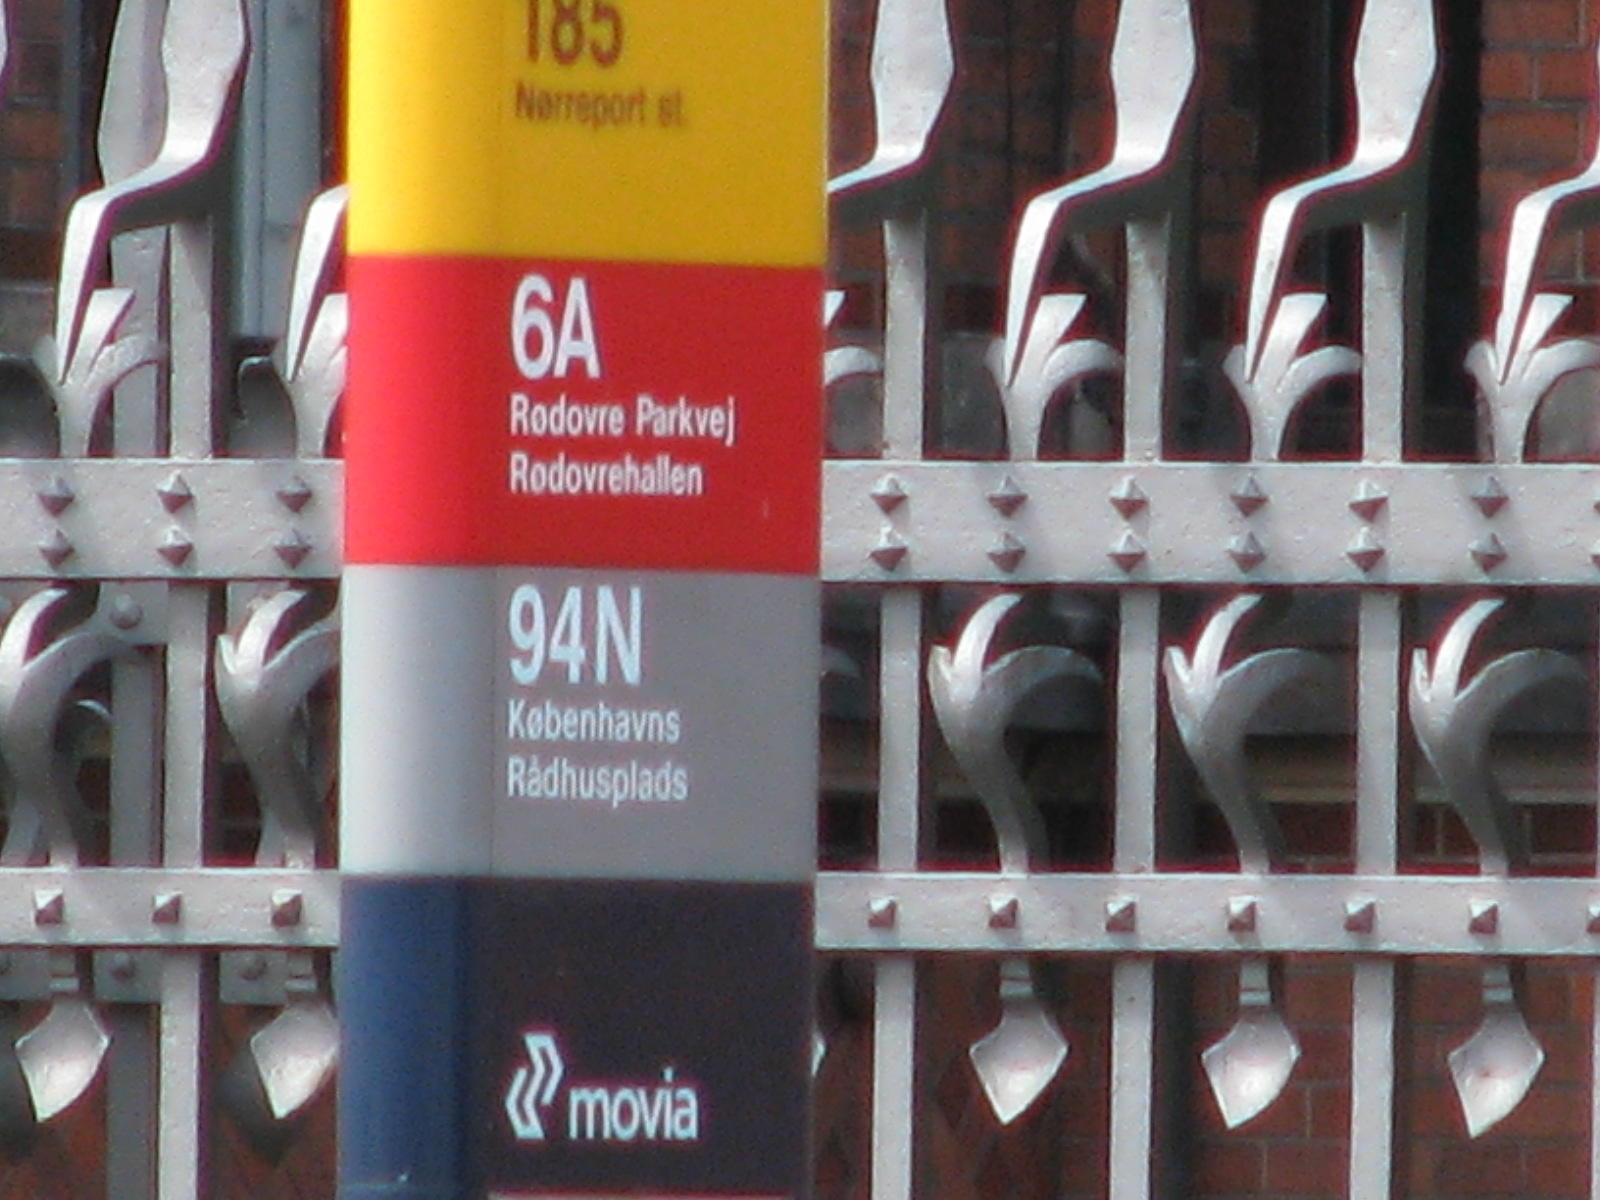 185
Nørreport st.
6A
Rødovre Parkvej
Rødovrehallen
94N
Københavns
Rådhusplads
movia